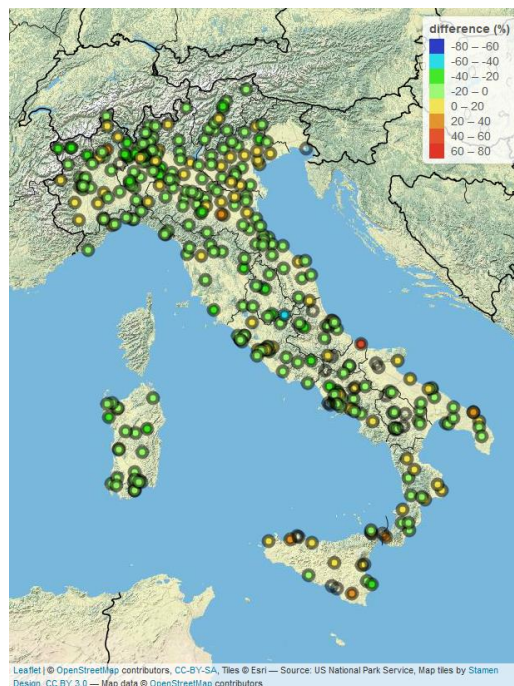 difference (%)
-80 – -60
-60 – -40
-40 – -20
-20 – 0
0 – 20
20 – 40
40 – 60
60 – 80
Leaflet | © OpenStreetMap contributors, CC-BY-SA, Tiles © Esri — Source: US National Park Service, Map tiles by Stamen
Design, CC BY 3.0 — Map data © OpenStreetMap contributors